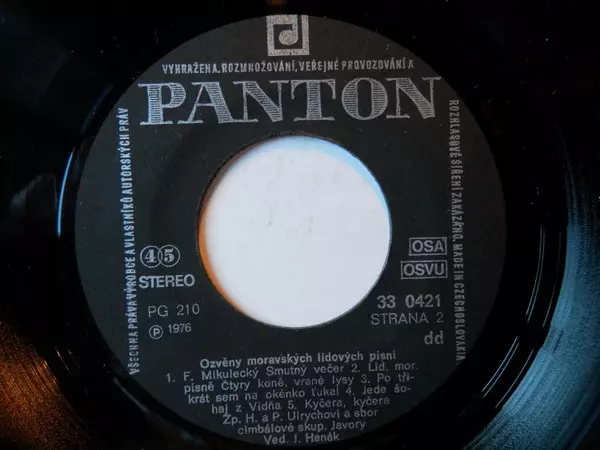 VYHRAŽENA. ROZMNOŽOVÁNÍ, VEŘEJNÉ PROVOZOVÁNÍ A
PANTON
VŠECHNA PRÁVA VÝROBCE A VLASTNÍKŮ AUTORSKÝCH PRÁV
ROZHLASOVÉ ŠÍŘENÍ ZAKÁZÁNO. MADE IN CZECHOSLOVAKIA
45
STEREO
PG 210
Ⓟ 1976
OSA
OSVU
33 0421
STRANA 2
dd
Ozvěny moravských lidových písní
1. F. Mikulecký Smutný večer 2. Lid. mor.
písně Čtyry koně, vrané lysy 3. Po tři-
krát sem na okénko ťukal 4. Jede šo-
haj z Vidňa 5. Kyčera, kyčera
Zp. H. a P. Ulrychovi a sbor
cimbálové skup. Javory
Ved. J. Hanák